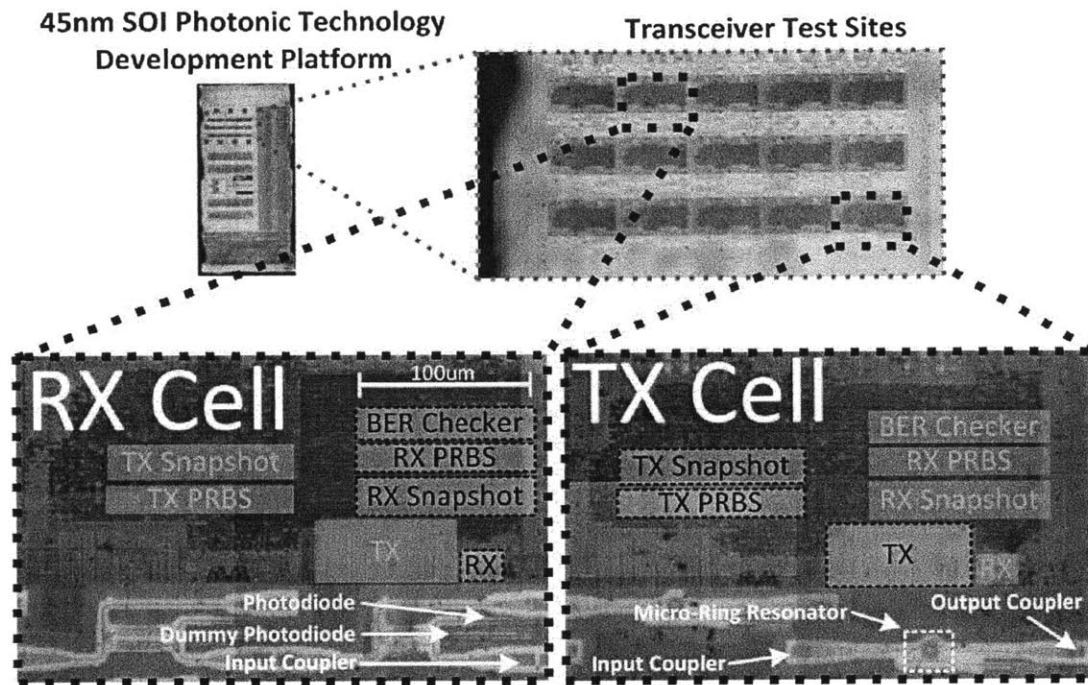 45nm SOI Photonic Technology
Development Platform
Transceiver Test Sites
RX Cell
100um
BER Checker
RX PRBS
RX Snapshot
TX Snapshot
TX PRBS
TX
RX
Photodiode
Dummy Photodiode
Input Coupler
TX Cell
BER Checker
RX PRBS
RX Snapshot
TX Snapshot
TX PRBS
TX
RX
Micro-Ring Resonator
Output Coupler
Input Coupler